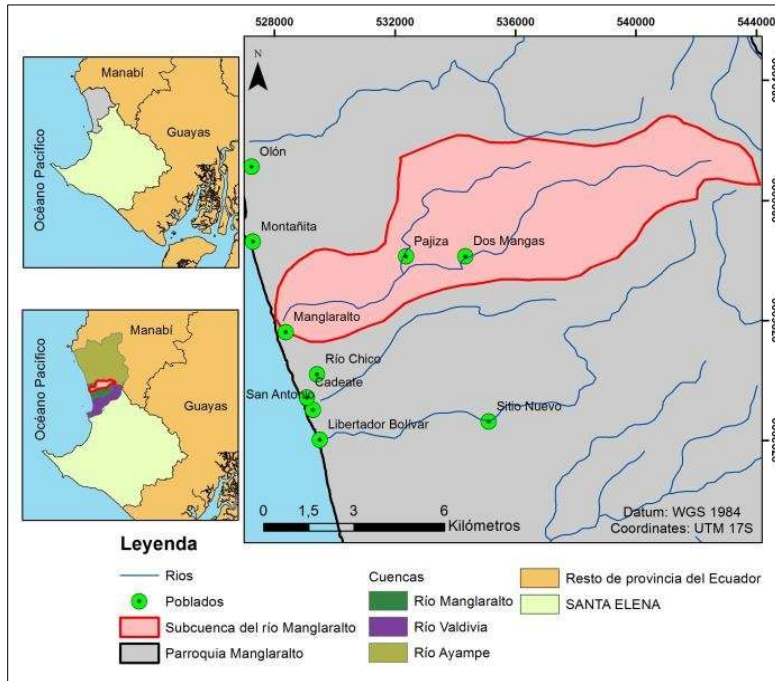 528000 532000 536000 540000 544000
N
Manabí
Guayas
Océano Pacífico
Manabí
Guayas
Océano Pacífico
Olón
Montañita
Pajiza
Dos Mangas
Manglaralto
Río Chico
Cadeate
San Antonio
Libertador Bolívar
Sitio Nuevo
0 1,5 3 6
Kilómetros
Datum: WGS 1984
Coordinates: UTM 17S
Leyenda
Rios
Poblados
Subcuenca del río Manglaralto
Parroquia Manglaralto
Cuencas
Río Manglaralto
Río Valdivia
Río Ayampe
Resto de provincia del Ecuador
SANTA ELENA